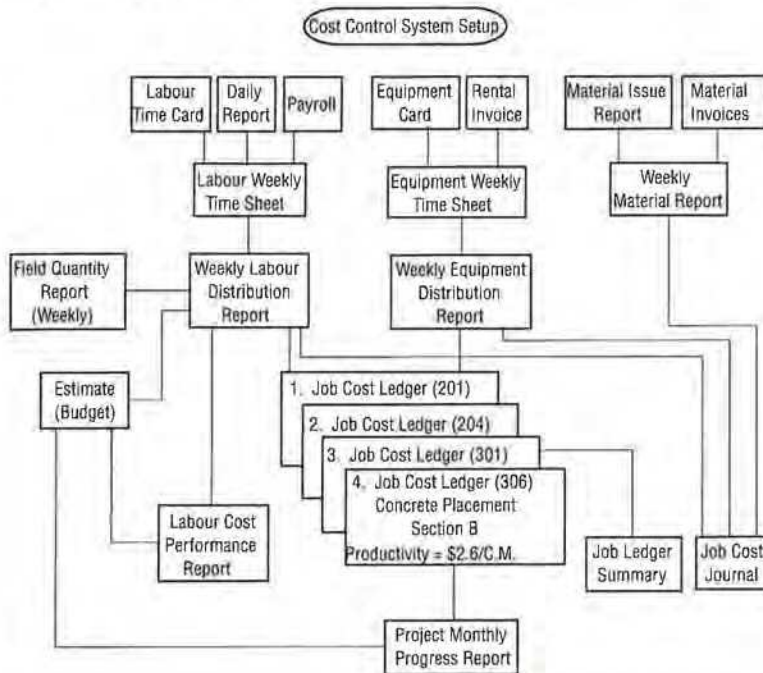 Cost Control System Setup
Labour
Time Card
Daily
Report
Payroll
Equipment
Card
Rental
Invoice
Material Issue
Report
Material
Invoices
Labour Weekly
Time Sheet
Equipment Weekly
Time Sheet
Weekly
Material Report
Field Quantity
Report
(Weekly)
Weekly Labour
Distribution
Report
Weekly Equipment
Distribution
Report
Estimate
(Budget)
1. Job Cost Ledger (201)
2. Job Cost Ledger (204)
3. Job Cost Ledger (301)
4. Job Cost Ledger (306)
Concrete Placement
Section B
Productivity = $2.6/C.M.
Labour Cost
Performance
Report
Job Ledger
Summary
Job Cost
Journal
Project Monthly
Progress Report